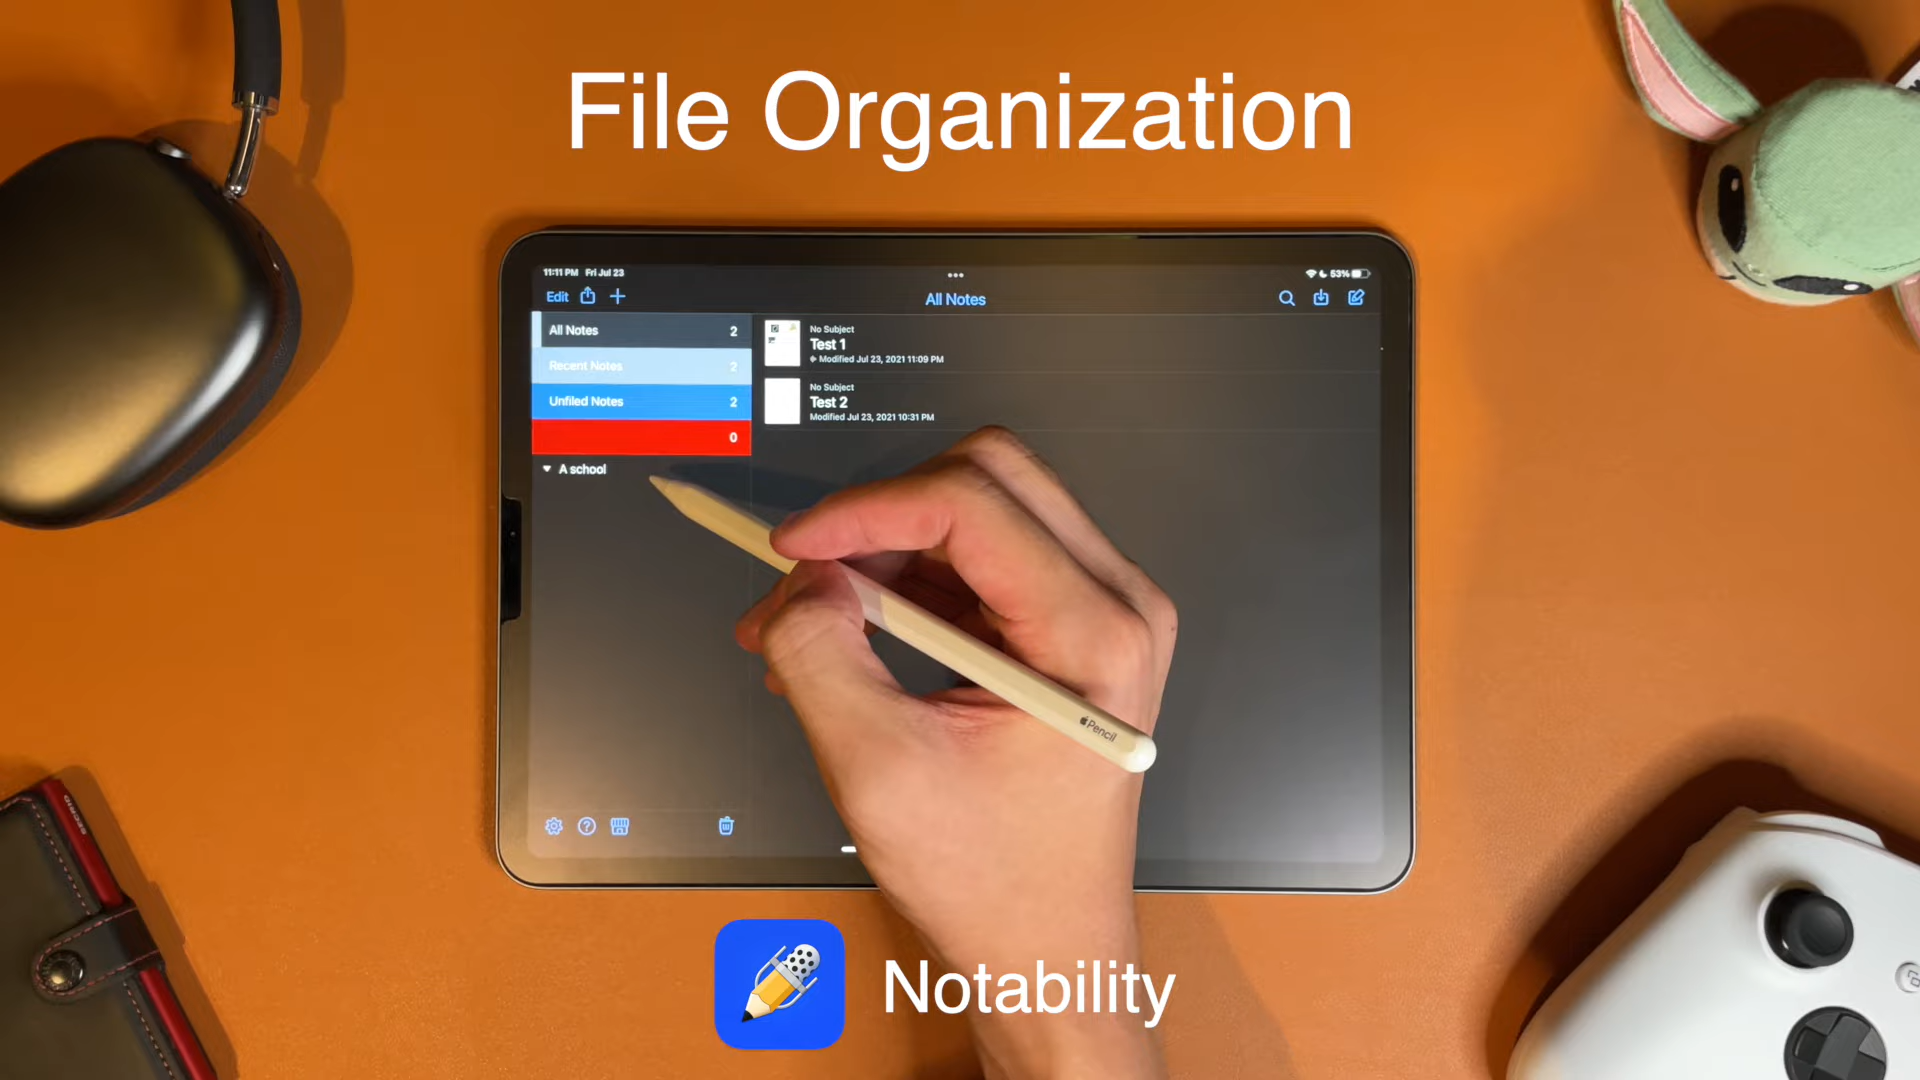 File Organization
11:11 PM Fri Jul 23
53%
Edit
All Notes
All Notes 2
Recent Notes 2
Unfiled Notes 2
0
A school
No Subject
Test 1
Modified Jul 23, 2021 11:09 PM
No Subject
Test 2
Modified Jul 23, 2021 10:31 PM
Pencil
SECRID
Notability